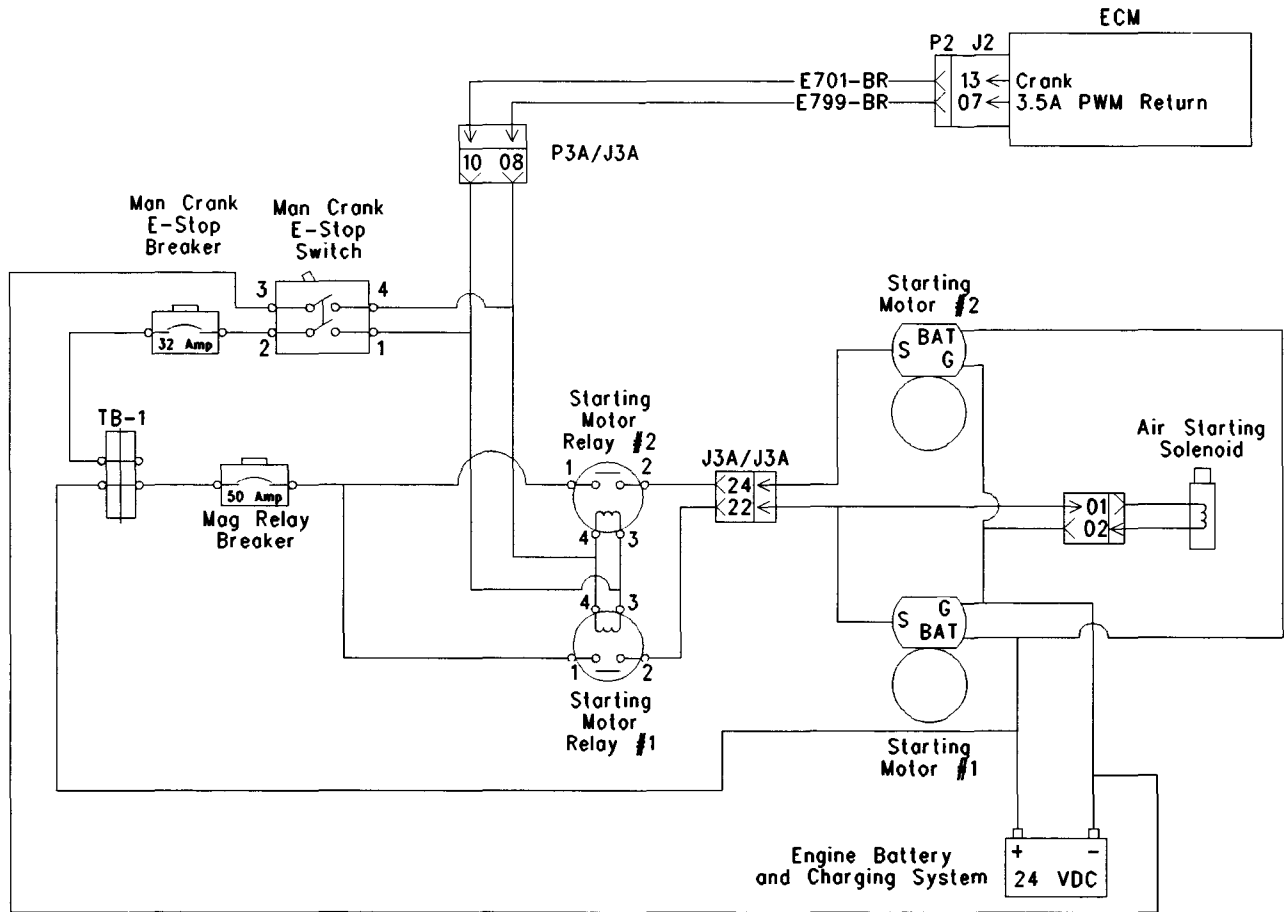 ECM
P2 J2
E701-BR
13
Crank
E799-BR
07
3.5A PWM Return
10 08
P3A/J3A
Man Crank
E-Stop
Breaker
Man Crank
E-Stop
Switch
3
4
2
1
32 Amp
Starting
Motor #2
BAT
S
G
TB-1
Starting
Motor
Relay #2
1
2
4
3
J3A/J3A
24
22
Air Starting
Solenoid
01
02
50 Amp
Mag Relay
Breaker
4
3
1
2
Starting
Motor
Relay #1
G
S
BAT
Starting
Motor #1
Engine Battery
and Charging System
+ -
24 VDC